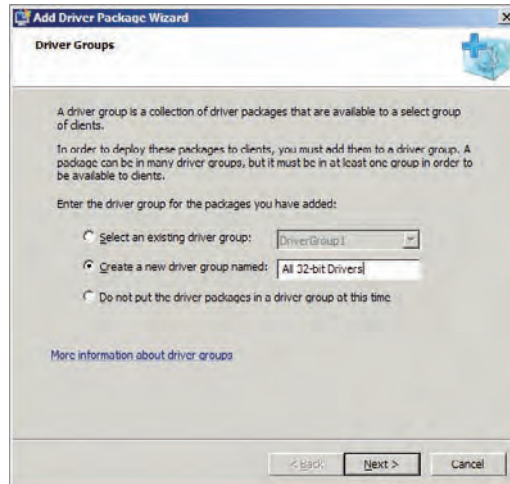 Add Driver Package Wizard
Driver Groups
A driver group is a collection of driver packages that are available to a select group
of clients.
In order to deploy these packages to clients, you must add them to a driver group. A
package can be in many driver groups, but it must be in at least one group in order to
be available to clients.
Enter the driver group for the packages you have added:
Select an existing driver group: DriverGroup1
Create a new driver group named: All 32-bit Drivers
Do not put the driver packages in a driver group at this time
More information about driver groups
< Back Next > Cancel